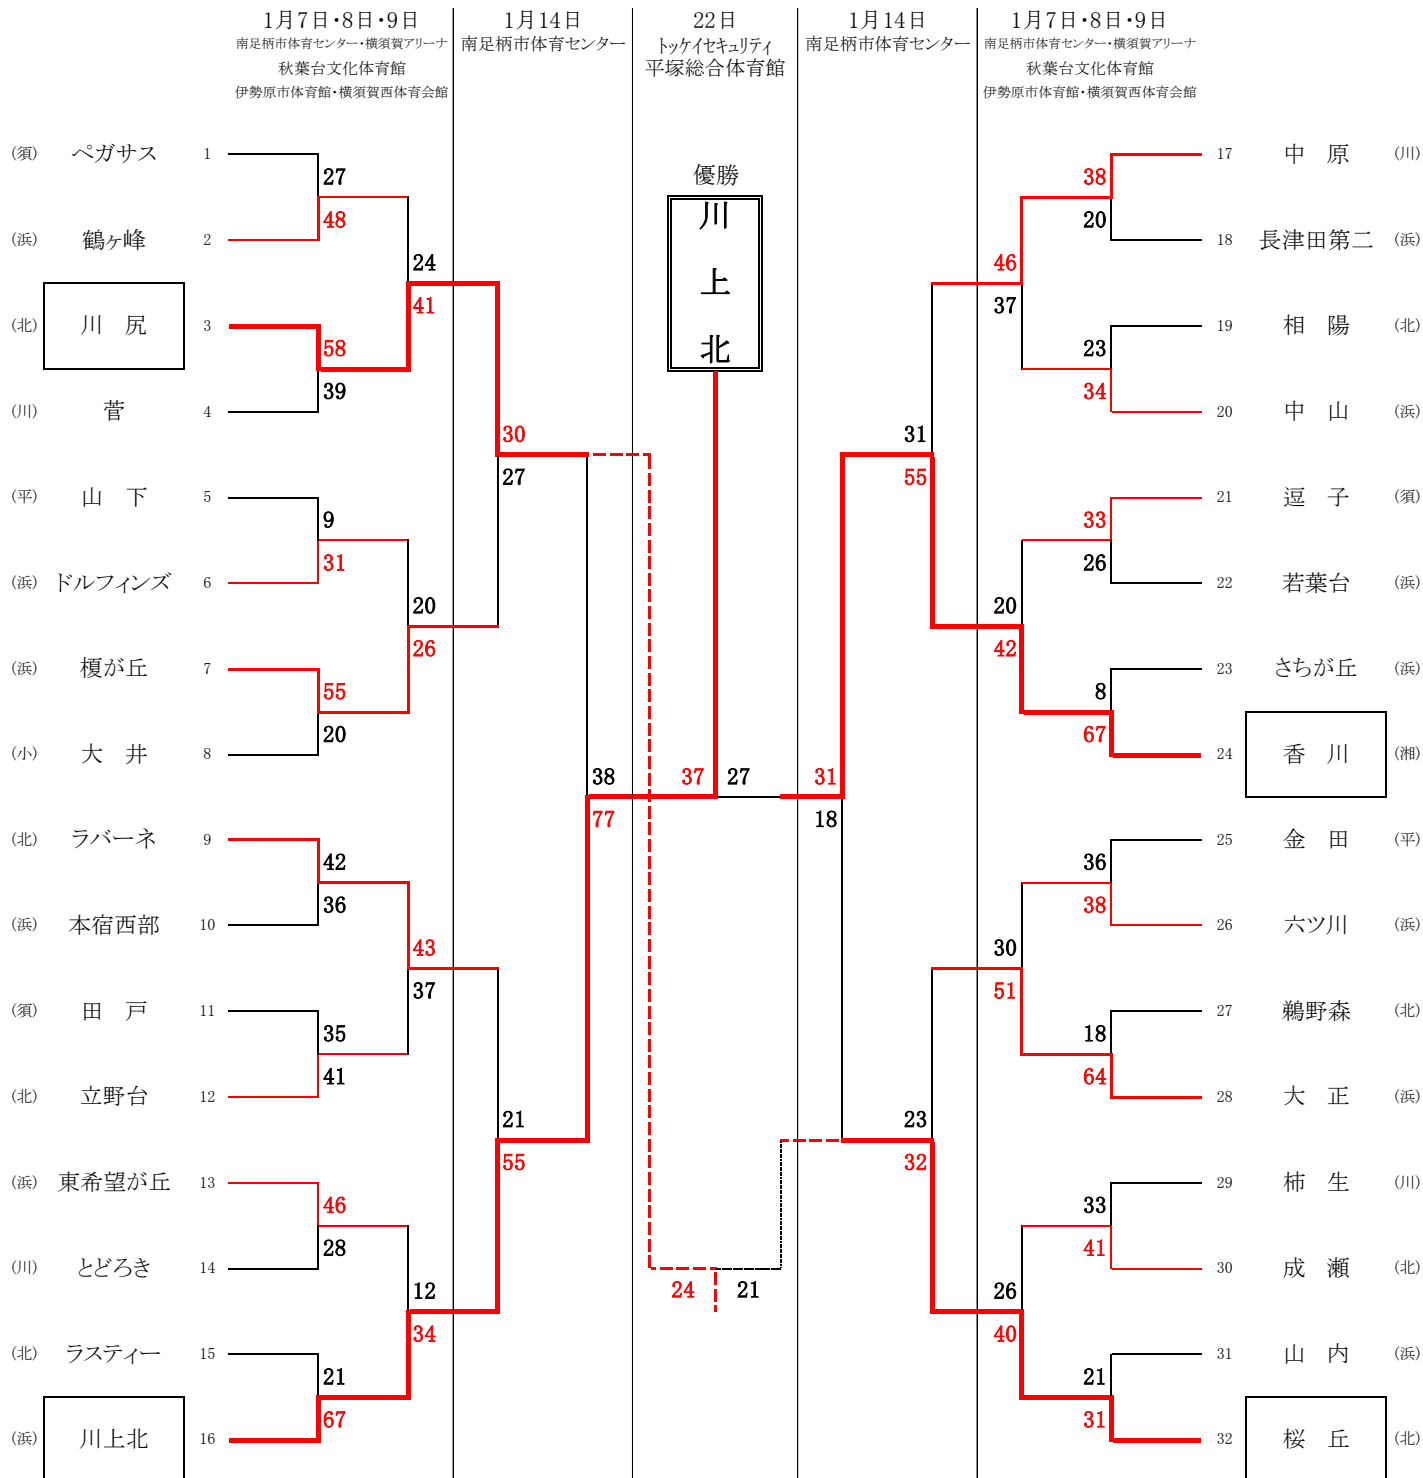 1月7日・8日・9日 1月14日 22日 1月14日 1月7日・8日・9日
南足柄市体育センター・横須賀アリーナ 南足柄市体育センター トッケイセキュリティ 南足柄市体育センター 南足柄市体育センター・横須賀アリーナ
秋葉台文化体育館 平塚総合体育館 秋葉台文化体育館
伊勢原市体育館・横須賀西体育会館 伊勢原市体育館・横須賀西体育会館
(須) ペガサス 1 17 中 原 (川)
優勝
27 38
48 20
川上北
(浜) 鶴ヶ峰 2 18 長津田第二 (浜)
24 46
41 37
(北) 川 尻 3 19 相 陽 (北)
58 23
39 34
(川) 菅 4 20 中 山 (浜)
30 31
27 55
(平) 山 下 5 21 逗 子 (須)
9 33
31 26
(浜) ドルフィンズ 6 22 若葉台 (浜)
20 20
26 42
(浜) 榎が丘 7 23 さちが丘 (浜)
55 8
20 67
(小) 大 井 8 24 香 川 (湘)
38 37 27 31
77 18
(北) ラバーネ 9 25 金 田 (平)
42 36
36 38
(浜) 本宿西部 10 26 六ツ川 (浜)
43 30
37 51
(須) 田 戸 11 27 鵜野森 (北)
35 18
41 64
(北) 立野台 12 28 大 正 (浜)
21 23
55 32
(浜) 東希望が丘 13 29 柿 生 (川)
46 33
28 41
(川) とどろき 14 30 成 瀬 (北)
12 24 21 26
34 40
(北) ラスティー 15 31 山 内 (浜)
21 21
67 31
(浜) 川上北 16 32 桜 丘 (北)